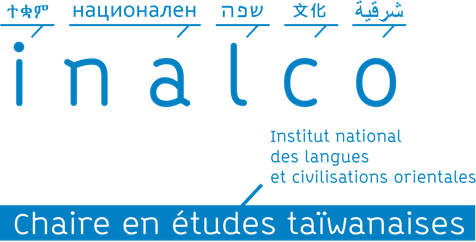 ተቋም национален שפה 文化 شرقية
inalco
Institut national
des langues
et civilisations orientales
Chaire en études taïwanaises